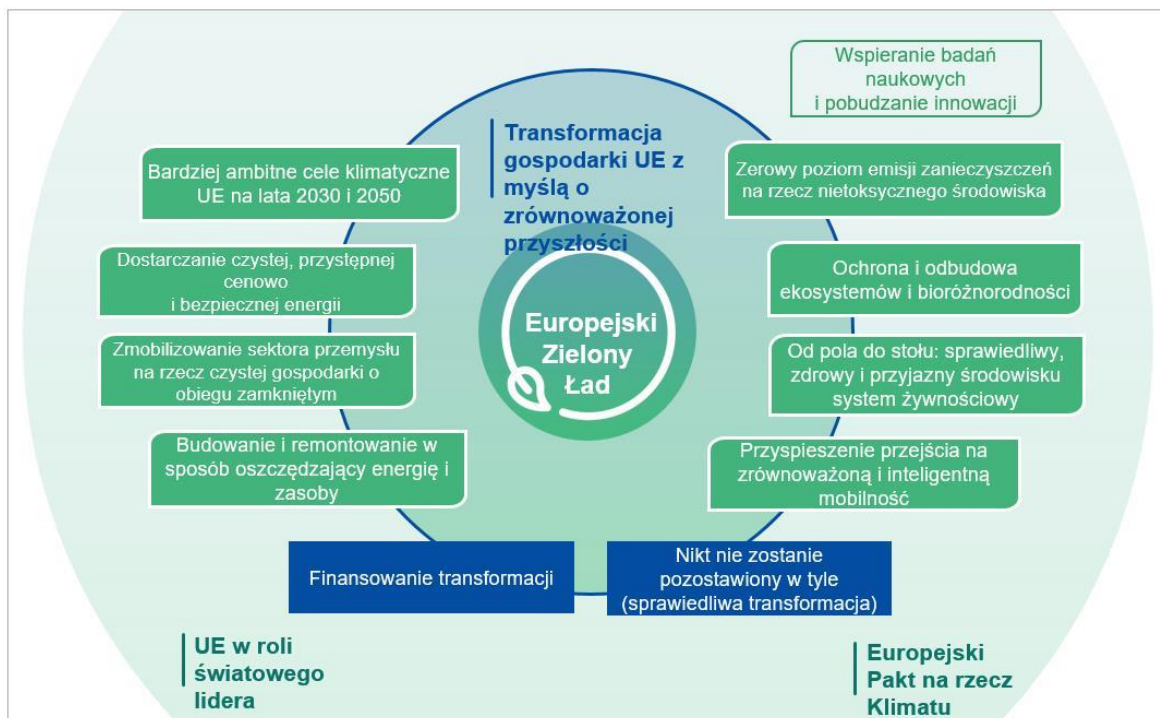 Wspieranie badań
naukowych
i pobudzanie innowacji
Transformacja
gospodarki UE z
myślą o
zrównoważonej
przyszłości
Bardziej ambitne cele klimatyczne
UE na lata 2030 i 2050
Zerowy poziom emisji zanieczyszczeń
na rzecz nietoksycznego środowiska
Dostarczanie czystej, przystępnej
cenowo
i bezpiecznej energii
Ochrona i odbudowa
ekosystemów i bioróżnorodności
Europejski
Zielony
Ład
Zmobilizowanie sektora przemysłu
na rzecz czystej gospodarki o
obiegu zamkniętym
Od pola do stołu: sprawiedliwy,
zdrowy i przyjazny środowisku
system żywnościowy
Budowanie i remontowanie w
sposób oszczędzający energię i
zasoby
Przyspieszenie przejścia na
zrównoważoną i inteligentną
mobilność
Finansowanie transformacji
Nikt nie zostanie
pozostawiony w tyle
(sprawiedliwa transformacja)
UE w roli
światowego
lidera
Europejski
Pakt na rzecz
Klimatu